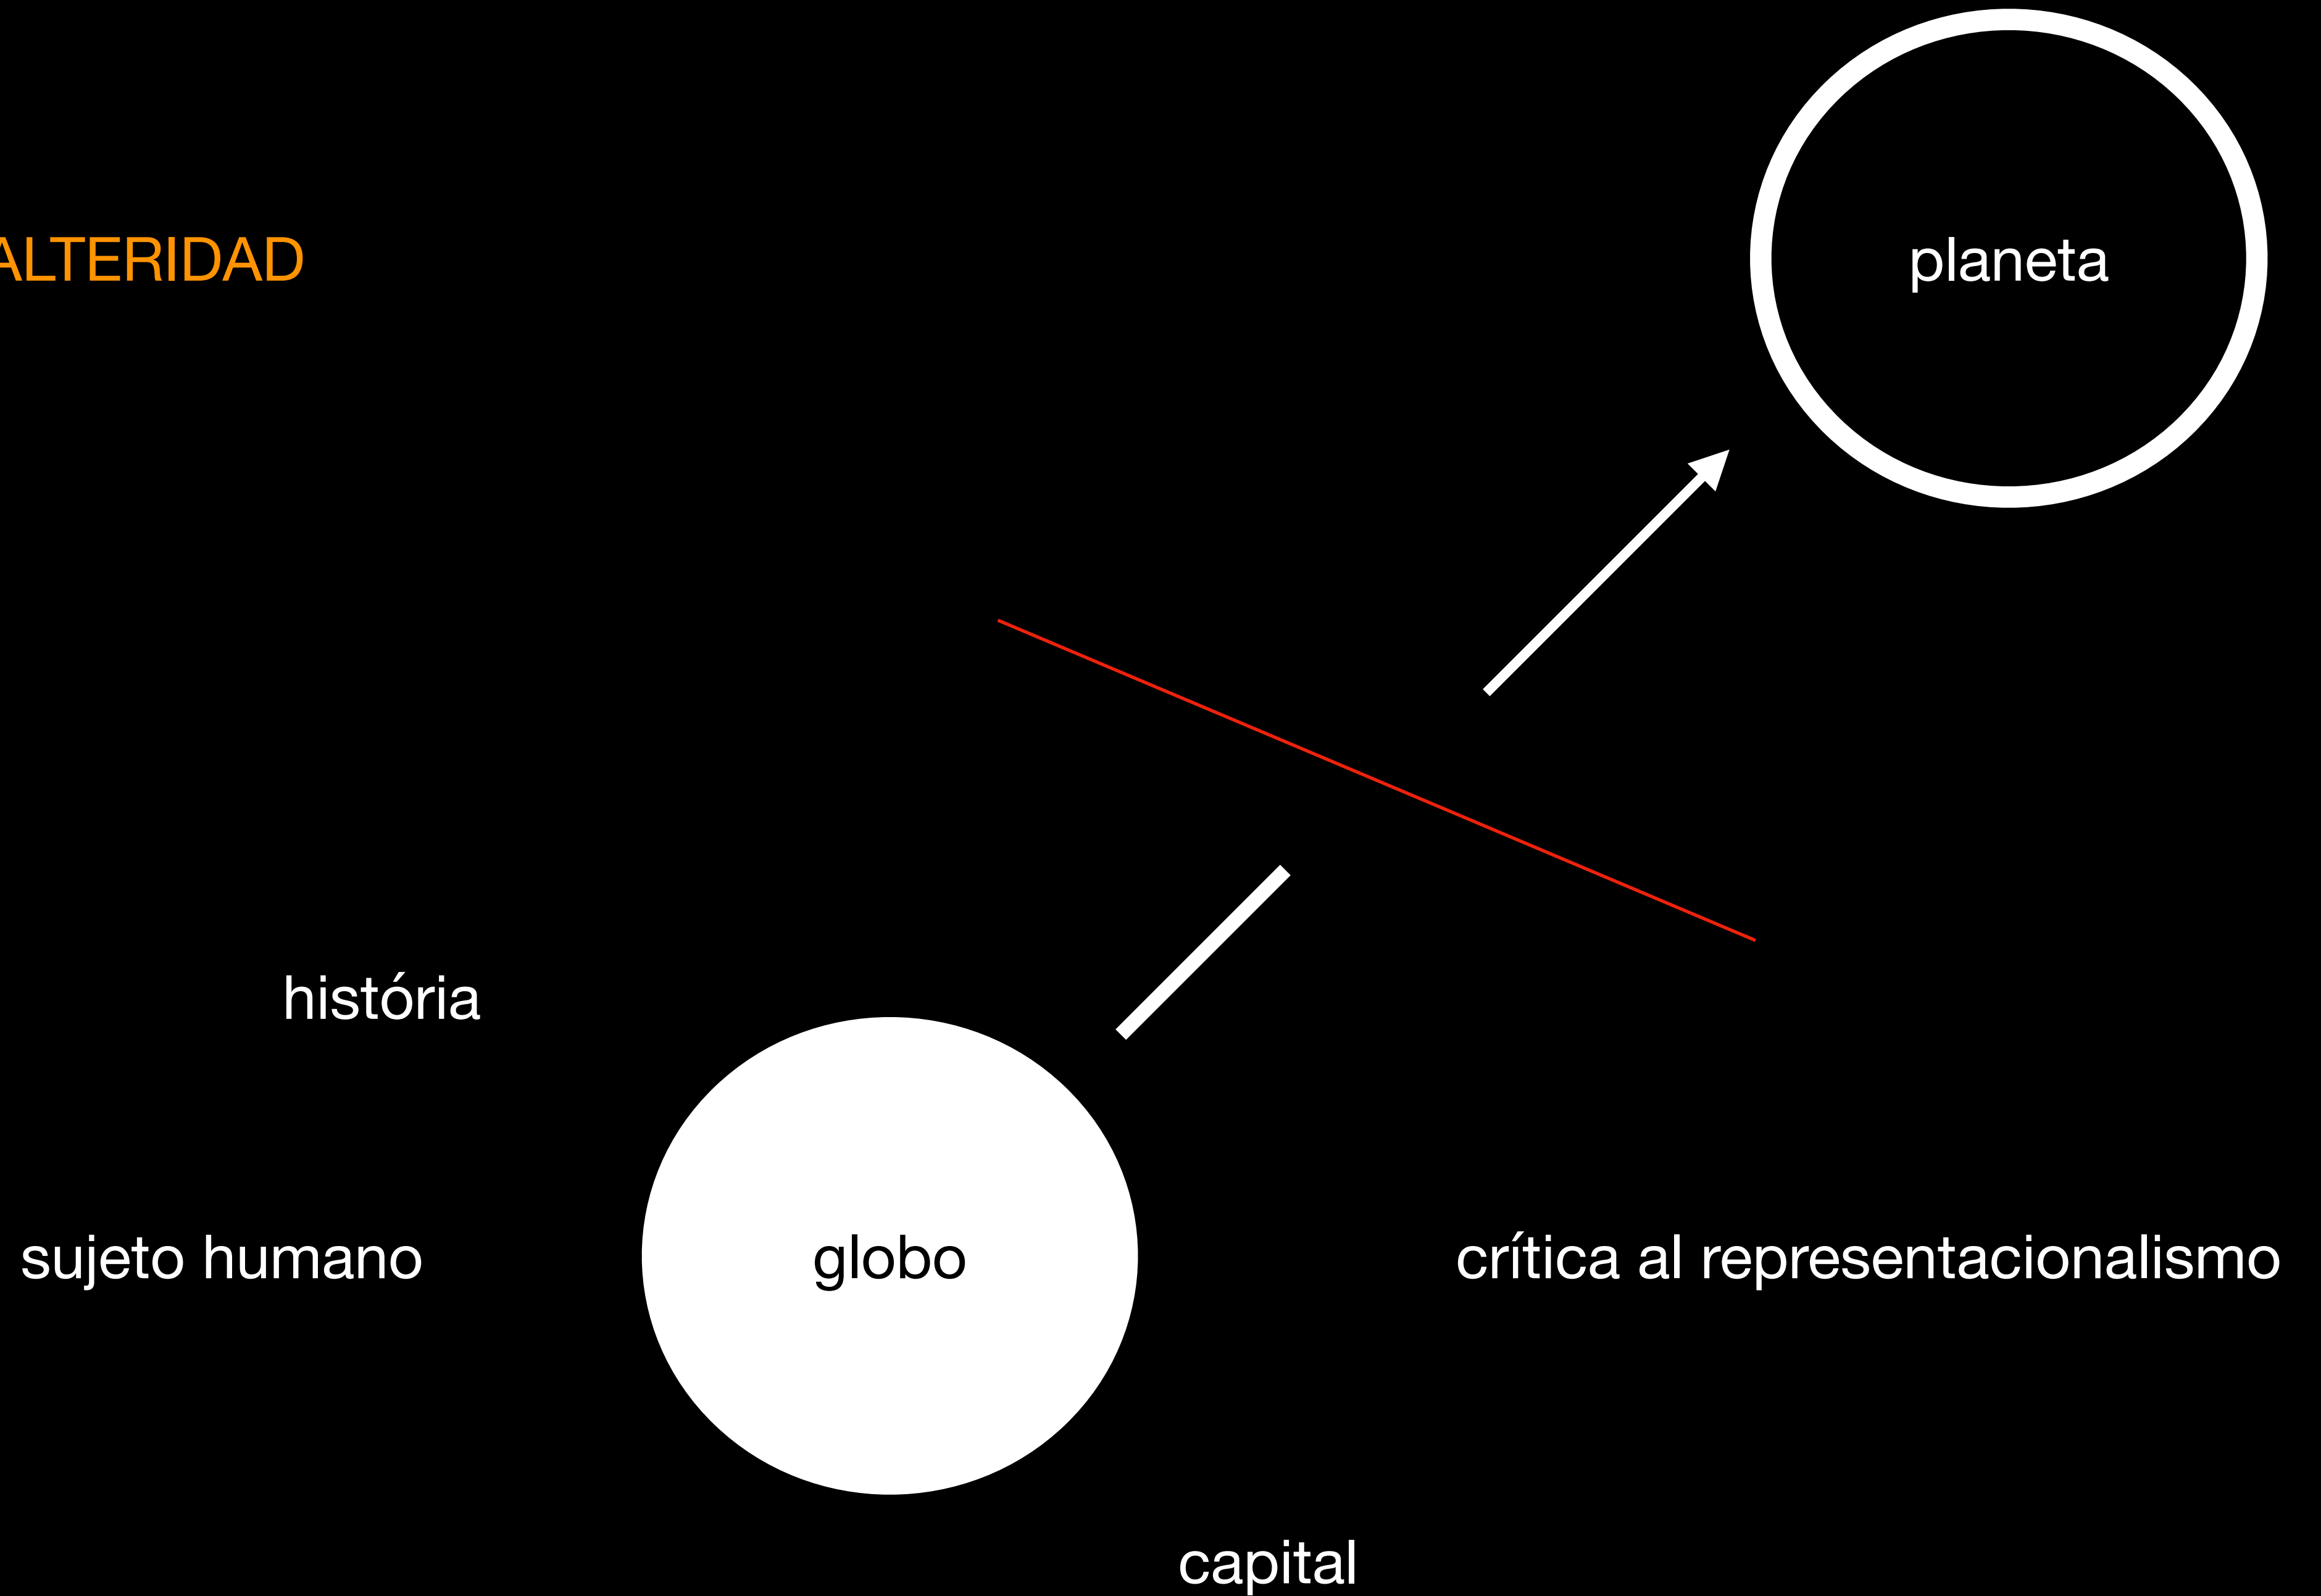 ALTERIDAD
planeta
história
sujeto humano
globo
crítica al representacionalismo
capital